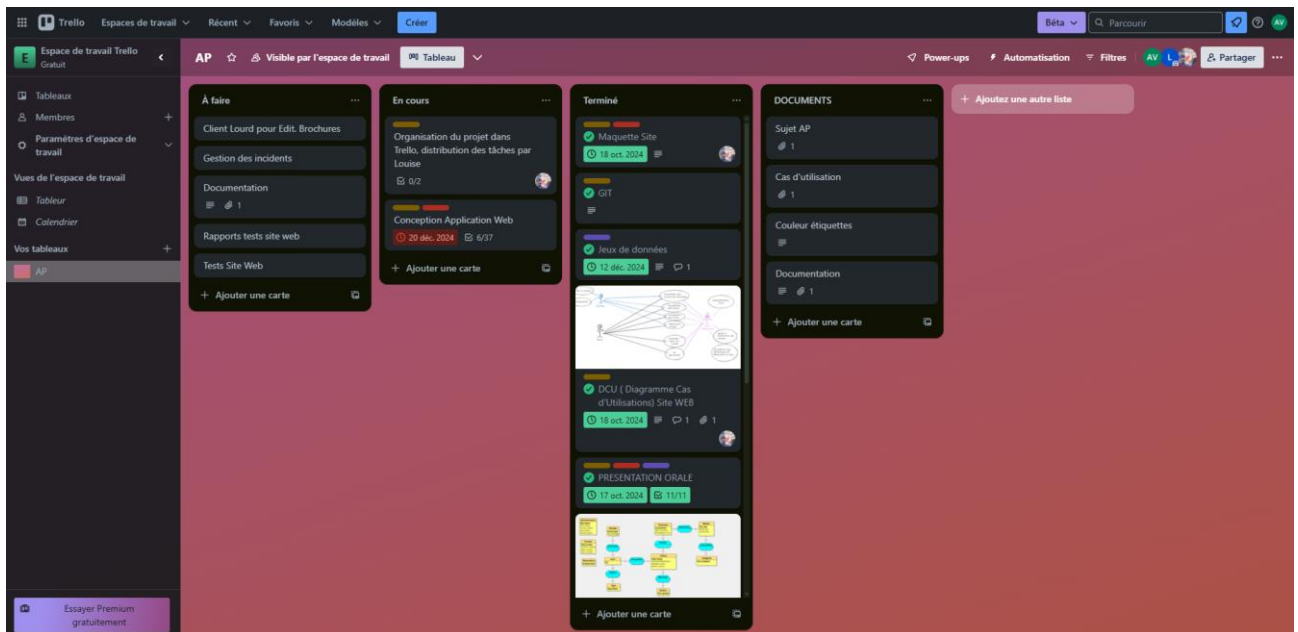 Trello Espaces de travail Récent Favoris Modèles Créer Bêta Parcourir AV
E Espace de travail Trello
Gratuit
AP Visible par l'espace de travail Tableau Power-ups Automatisation Filtres AV L Partager
Tableaux
Membres
Paramètres d'espace de
travail
Vues de l'espace de travail
Tableur
Calendrier
Vos tableaux
AP
Essayer Premium
gratuitement
À faire
Client Lourd pour Edit. Brochures
Gestion des incidents
Documentation
1
Rapports tests site web
Tests Site Web
Ajouter une carte
En cours
Organisation du projet dans
Trello, distribution des tâches par
Louise
0/2
Conception Application Web
20 déc. 2024 6/37
Ajouter une carte
Terminé
Maquette Site
18 oct. 2024
GIT
Jeux de données
12 déc. 2024 1
DCU ( Diagramme Cas
d'Utilisations) Site WEB
18 oct. 2024 1 1
PRESENTATION ORALE
17 oct. 2024 11/11
Ajouter une carte
DOCUMENTS
Sujet AP
1
Cas d'utilisation
1
Couleur étiquettes
Documentation
1
Ajouter une carte
Ajoutez une autre liste